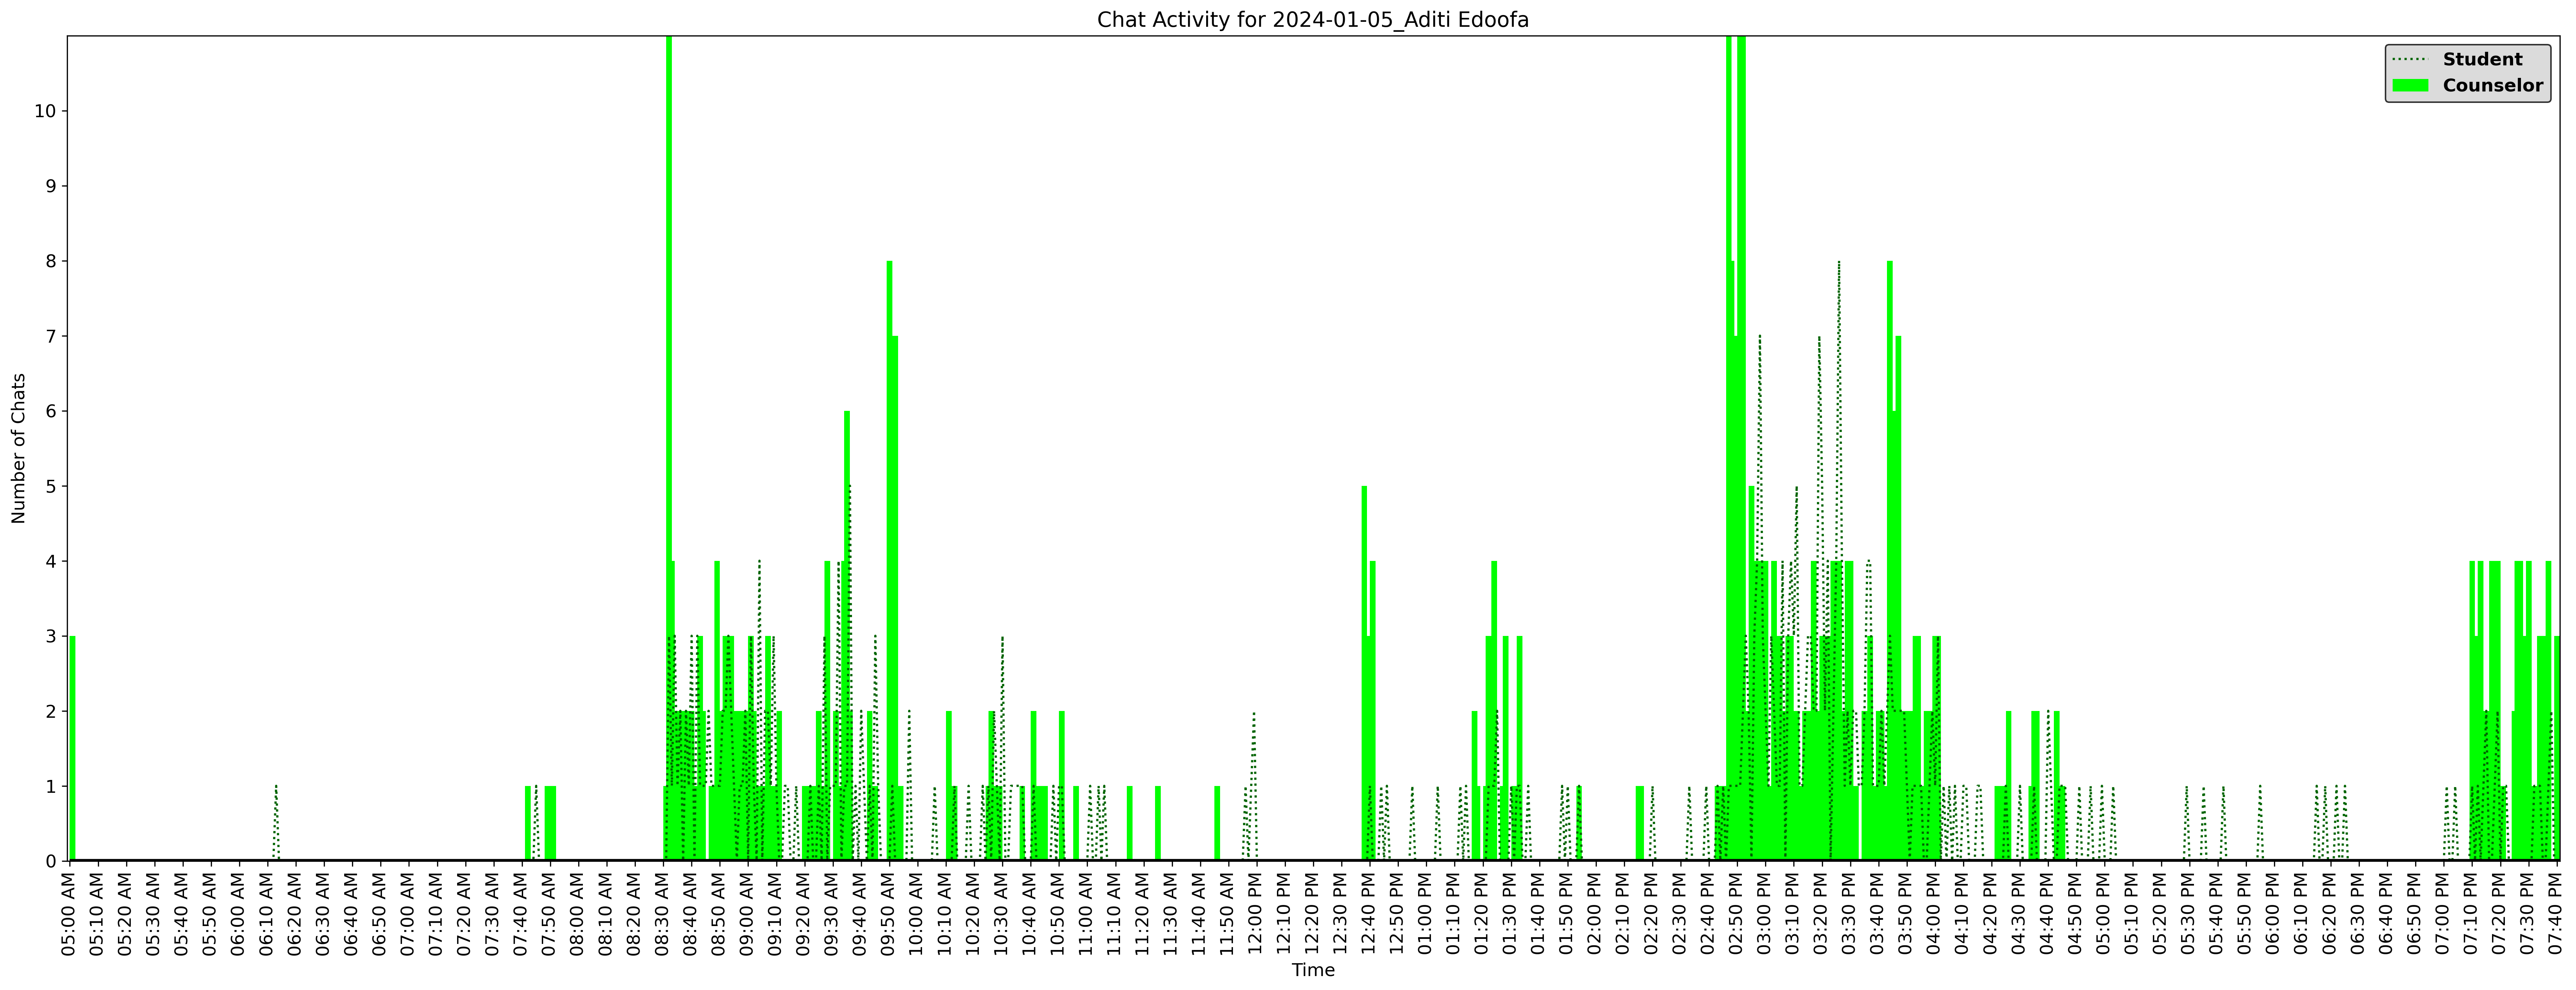 Chat Activity for 2024-01-05_Aditi Edoofa
Student
Counselor
Number of Chats
10
9
8
7
6
5
4
3
2
1
0
05:00 AM
05:10 AM
05:20 AM
05:30 AM
05:40 AM
05:50 AM
06:00 AM
06:10 AM
06:20 AM
06:30 AM
06:40 AM
06:50 AM
07:00 AM
07:10 AM
07:20 AM
07:30 AM
07:40 AM
07:50 AM
08:00 AM
08:10 AM
08:20 AM
08:30 AM
08:40 AM
08:50 AM
09:00 AM
09:10 AM
09:20 AM
09:30 AM
09:40 AM
09:50 AM
10:00 AM
10:10 AM
10:20 AM
10:30 AM
10:40 AM
10:50 AM
11:00 AM
11:10 AM
11:20 AM
11:30 AM
11:40 AM
11:50 AM
12:00 PM
12:10 PM
12:20 PM
12:30 PM
12:40 PM
12:50 PM
01:00 PM
01:10 PM
01:20 PM
01:30 PM
01:40 PM
01:50 PM
02:00 PM
02:10 PM
02:20 PM
02:30 PM
02:40 PM
02:50 PM
03:00 PM
03:10 PM
03:20 PM
03:30 PM
03:40 PM
03:50 PM
04:00 PM
04:10 PM
04:20 PM
04:30 PM
04:40 PM
04:50 PM
05:00 PM
05:10 PM
05:20 PM
05:30 PM
05:40 PM
05:50 PM
06:00 PM
06:10 PM
06:20 PM
06:30 PM
06:40 PM
06:50 PM
07:00 PM
07:10 PM
07:20 PM
07:30 PM
07:40 PM
Time